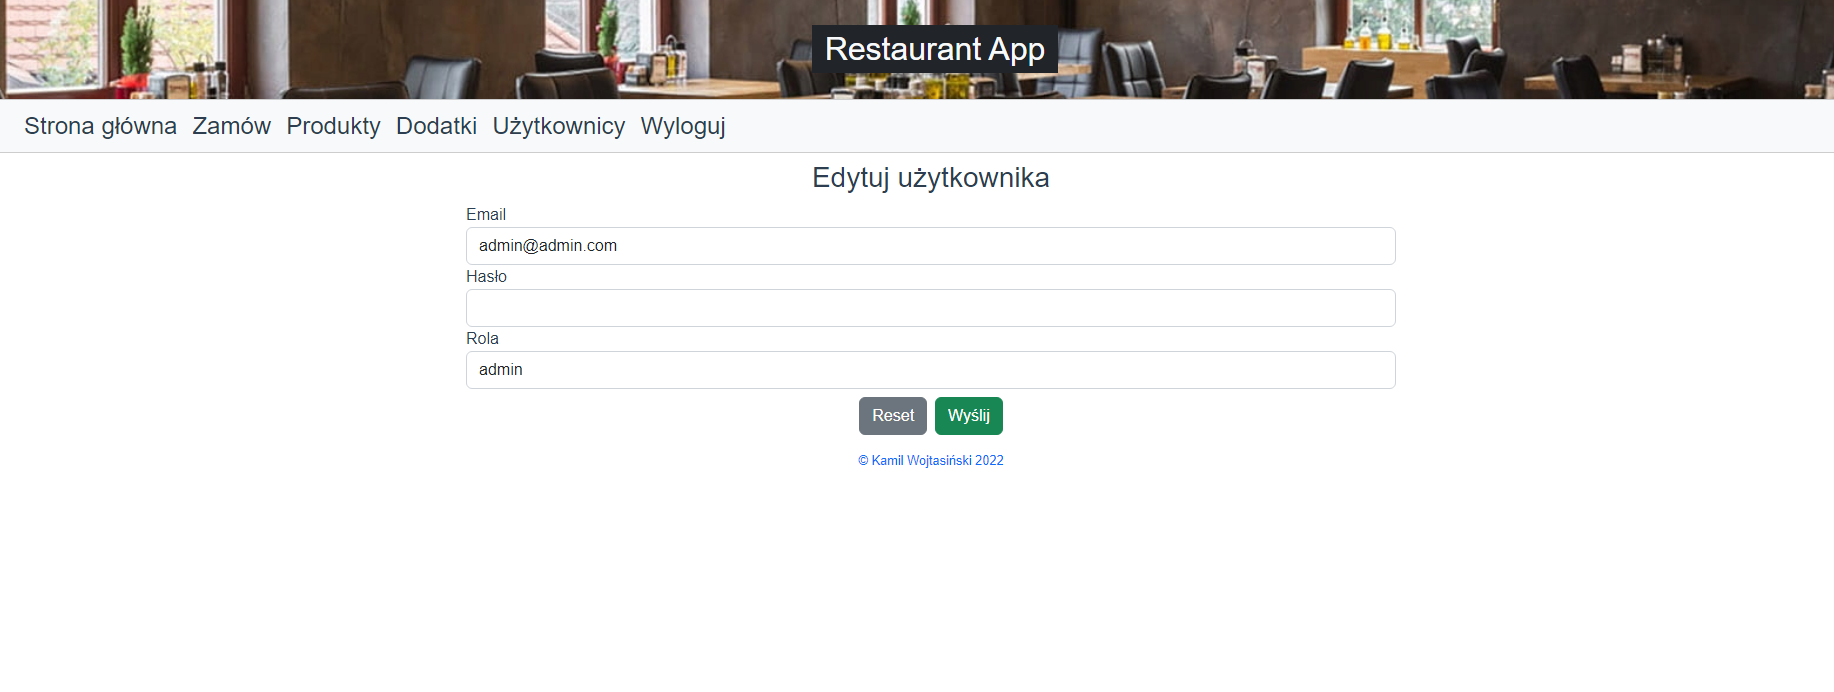 Restaurant App
Strona główna Zamów Produkty Dodatki Użytkownicy Wyloguj
Edytuj użytkownika
Email
admin@admin.com
Hasło
Rola
admin
Reset Wyślij
© Kamil Wojtasiński 2022